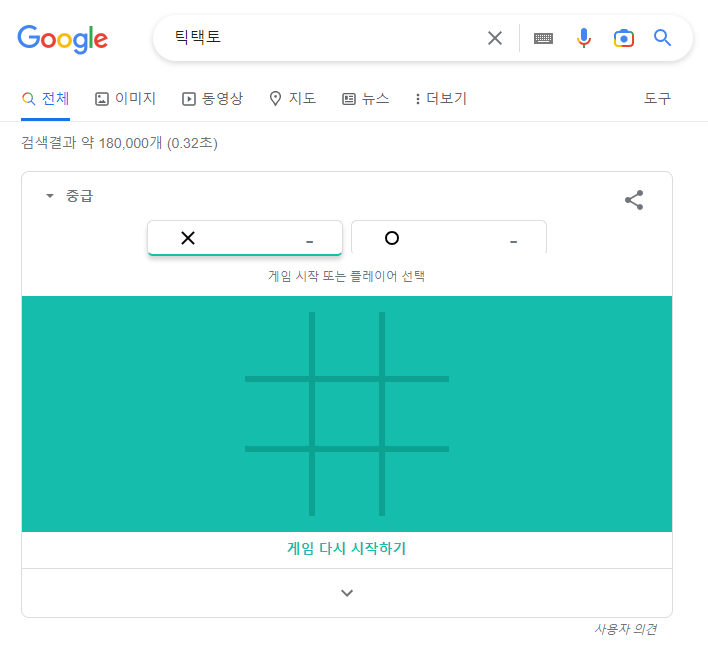 Google 틱택토
전체 이미지 동영상 지도 뉴스 더보기 도구
검색결과 약 180,000개 (0.32초)
중급
– –
게임 시작 또는 플레이어 선택
게임 다시 시작하기
사용자 의견